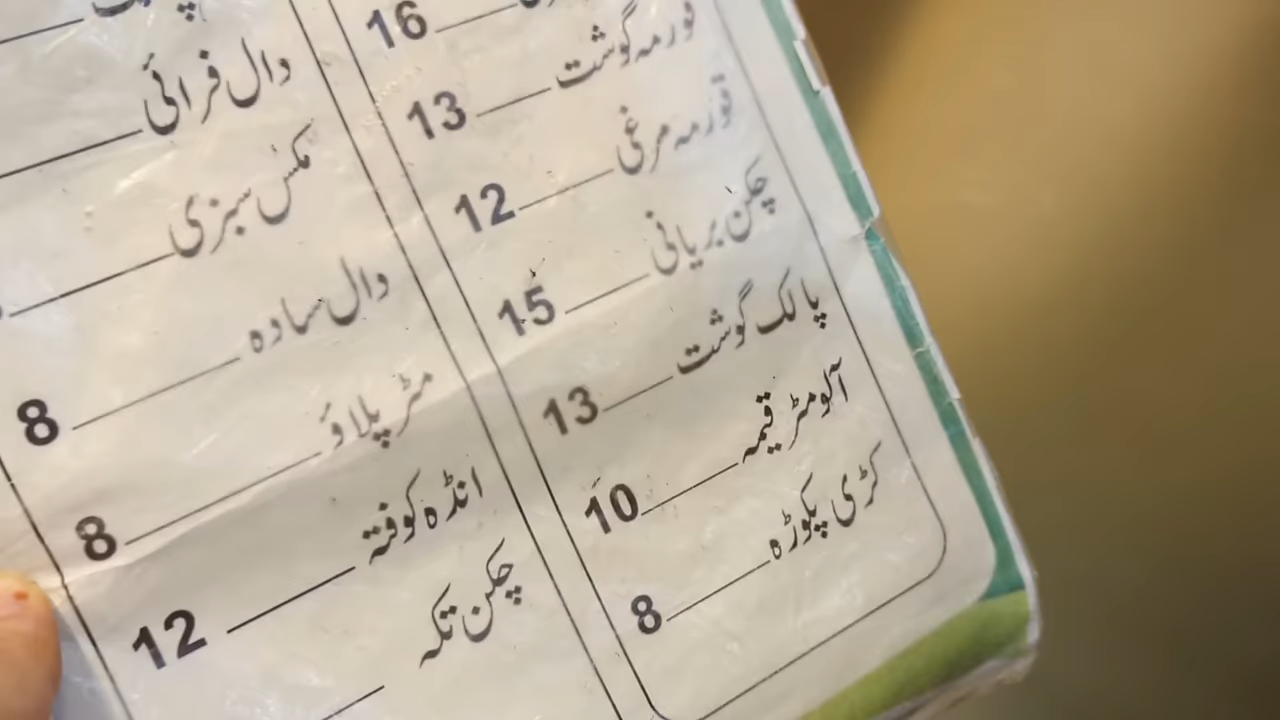 16
قورمہ گوشت 13
قورمہ مرغی 12
چکن بریانی 15
پالک گوشت 13
آلو مٹر قیمہ 10
کڑی پکوڑہ 8
دال فرائی
مکس سبزی
دال سادہ 8
مٹر پلاؤ 8
انڈہ کوفتہ 12
چکن تکہ